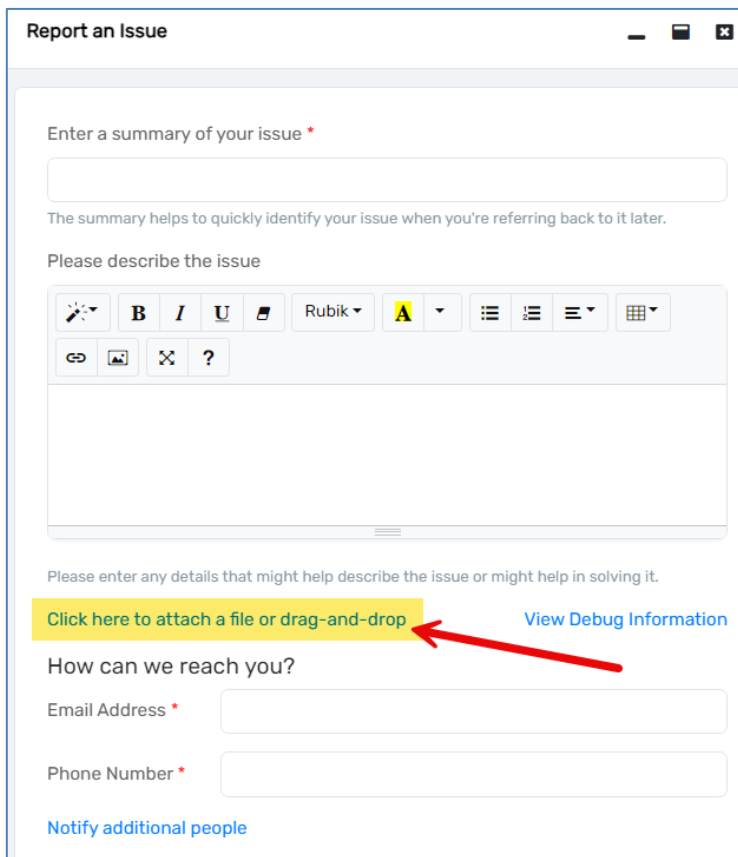 Report an Issue
Enter a summary of your issue *
The summary helps to quickly identify your issue when you're referring back to it later.
Please describe the issue
B I U Rubik A
?
Please enter any details that might help describe the issue or might help in solving it.
Click here to attach a file or drag-and-drop View Debug Information
How can we reach you?
Email Address *
Phone Number *
Notify additional people